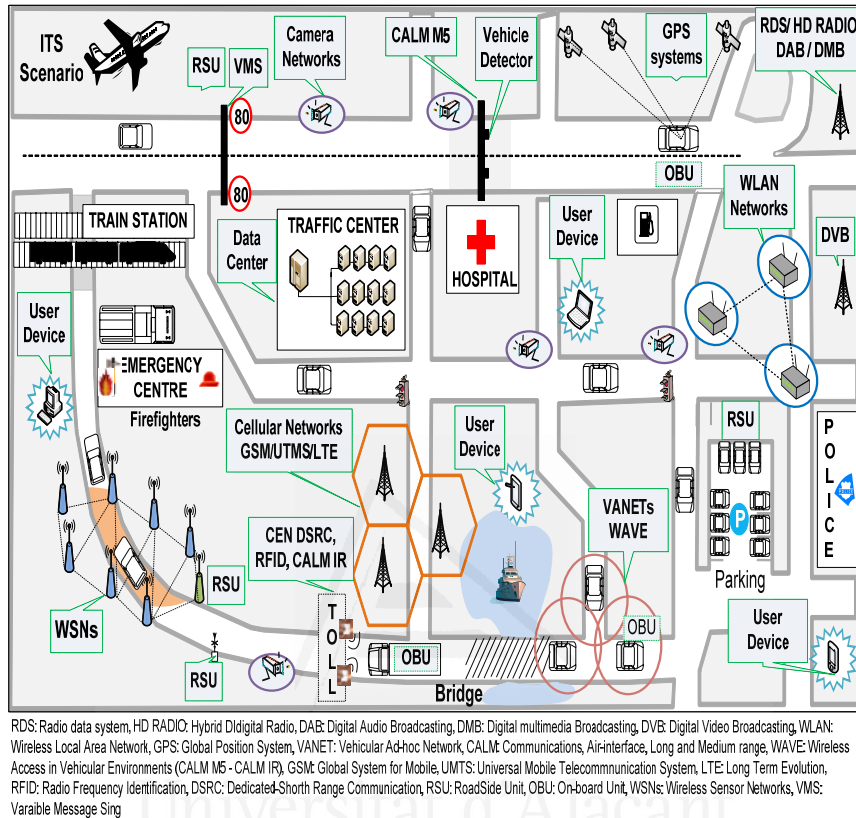 ITS
Scenario
RSU
VMS
Camera
Networks
CALM M5
Vehicle
Detector
GPS
systems
RDS/ HD RADIO
DAB / DMB
80
80
OBU
TRAIN STATION
Data
Center
TRAFFIC CENTER
HOSPITAL
User
Device
WLAN
Networks
DVB
User
Device
EMERGENCY
CENTRE
Firefighters
Cellular Networks
GSM/UTMS/LTE
User
Device
RSU
POLICE
VANETs
WAVE
CEN DSRC,
RFID, CALM IR
P
Parking
WSNs
RSU
RSU
TOLL
OBU
OBU
User
Device
Bridge
RDS: Radio data system, HD RADIO: Hybrid DIdigital Radio, DAB: Digital Audio Broadcasting, DMB: Digital multimedia Broadcasting, DVB: Digital Video Broadcasting, WLAN:
Wireless Local Area Network, GPS: Global Position System, VANET: Vehicular Ad-hoc Network, CALM: Communications, Air-interface, Long and Medium range, WAVE: Wireless
Access in Vehicular Environments (CALM M5 - CALM IR), GSM: Global System for Mobile, UMTS: Universal Mobile Telecommnunication System, LTE: Long Term Evolution,
RFID: Radio Frequency Identification, DSRC: Dedicated-Shorth Range Communication, RSU: RoadSide Unit, OBU: On-board Unit, WSNs: Wireless Sensor Networks, VMS:
Varaible Message Sing
Universitat d'Alacant